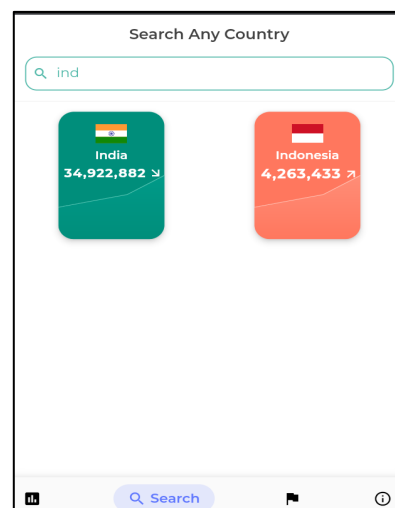 Search Any Country
ind
India
34,922,882
Indonesia
4,263,433
Search